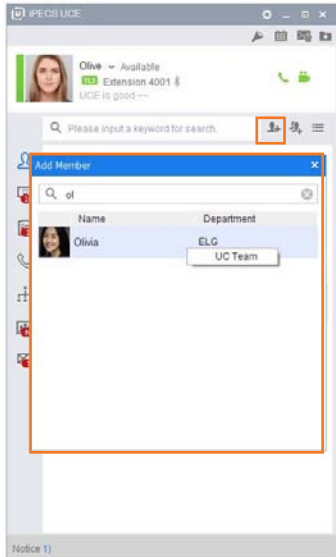 iPECS UCE
Olive Available
TLS Extension 4001
UCE is good ---
Please input a keyword for search.
Add Member
ol
Name Department
Olivia ELG
UC Team
Notice 1)